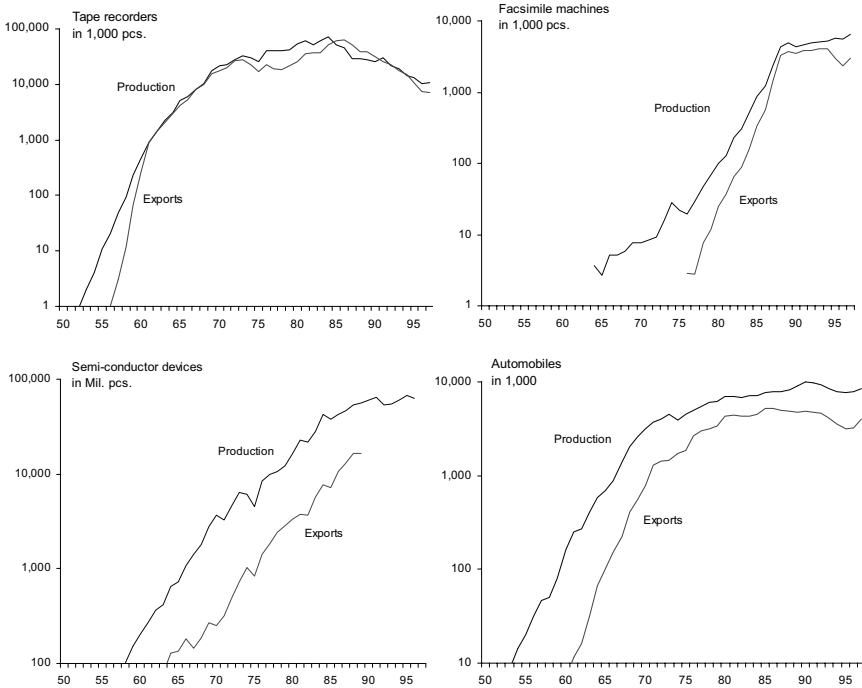 Tape recorders
in 1,000 pcs.
100,000
10,000
1,000
100
10
1
Production
Exports
50 55 60 65 70 75 80 85 90 95
Facsimile machines
in 1,000 pcs.
10,000
1,000
100
10
1
Production
Exports
50 55 60 65 70 75 80 85 90 95
Semi-conductor devices
in Mil. pcs.
100,000
10,000
1,000
100
Production
Exports
50 55 60 65 70 75 80 85 90 95
Automobiles
in 1,000
10,000
1,000
100
10
Production
Exports
50 55 60 65 70 75 80 85 90 95